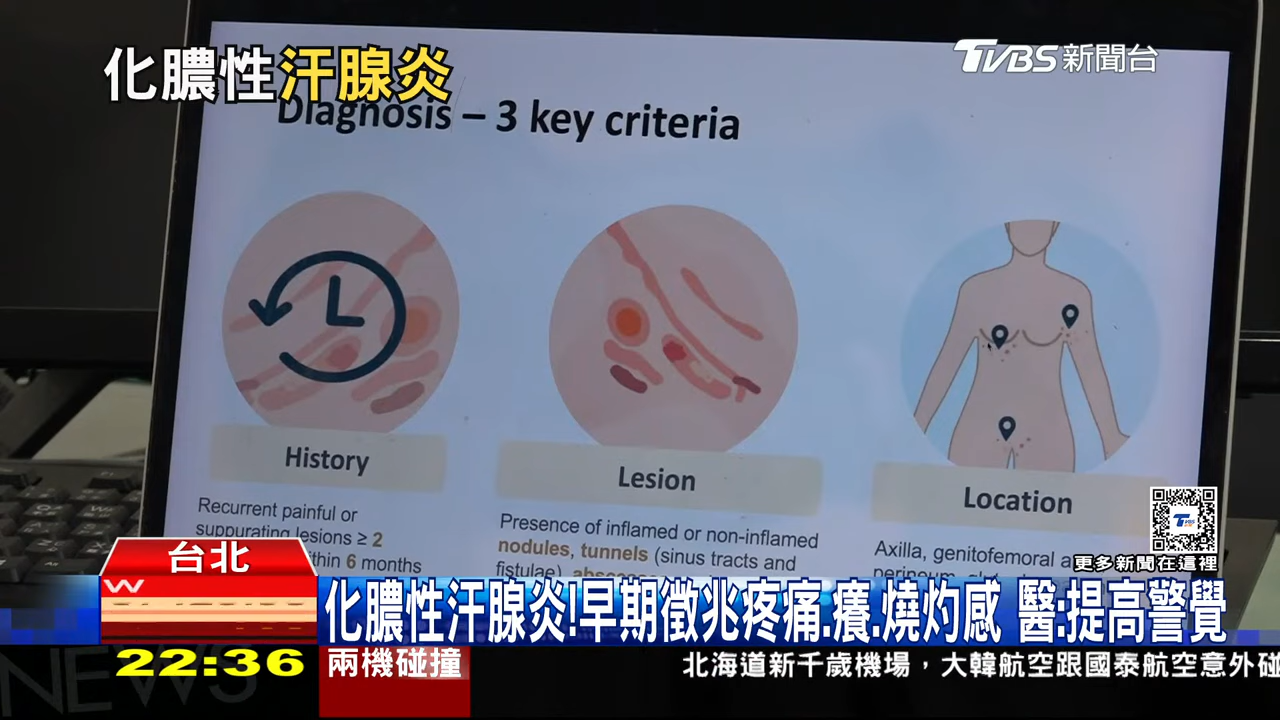 化膿性汗腺炎
TVBS新聞台
Diagnosis – 3 key criteria
History
Recurrent painful or
suppurating lesions ≥ 2
within 6 months
Lesion
Presence of inflamed or non-inflamed
nodules, tunnels (sinus tracts and
fistulae),
Location
Axilla, genitofemoral
perineum,
TVBS
更多新聞在這裡
台北
化膿性汗腺炎!早期徵兆疼痛.癢.燒灼感 醫:提高警覺
NEWS
22:36
兩機碰撞
北海道新千歲機場，大韓航空跟國泰航空意外碰